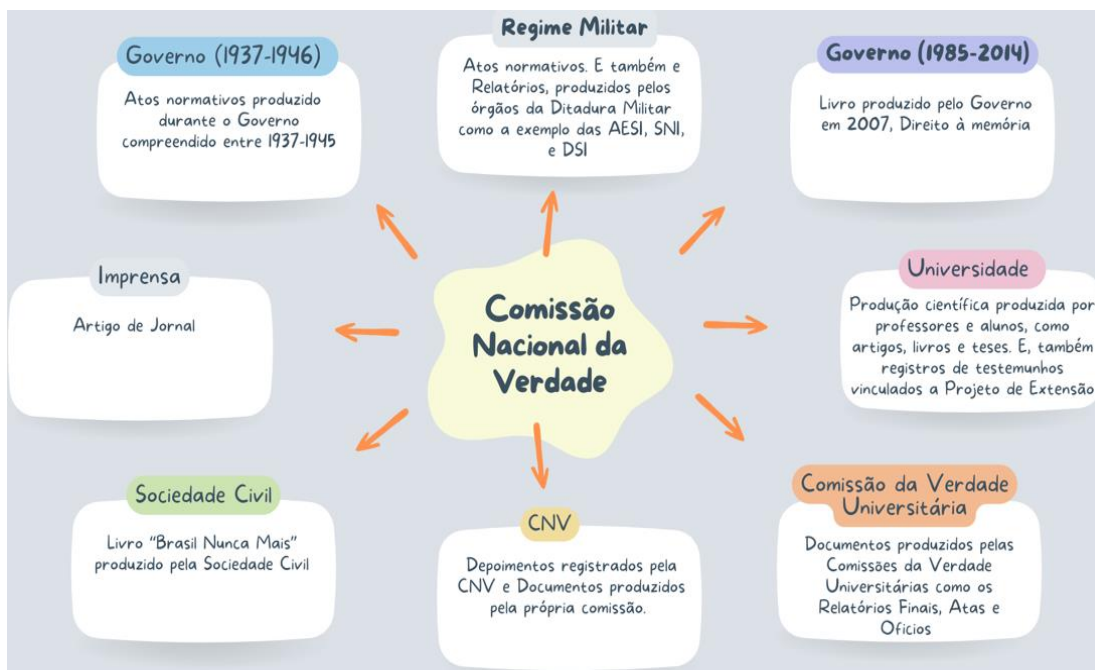 Governo (1937-1946)
Atos normativos produzido
durante o Governo
compreendido entre 1937-1945
Regime Militar
Atos normativos. E também e
Relatórios, produzidos pelos
órgãos da Ditadura Militar
como a exemplo das AESI, SNI,
e DSI
Governo (1985-2014)
Livro produzido pelo Governo
em 2007, Direito à memória
Imprensa
Artigo de Jornal
Comissão
Nacional da
Verdade
Universidade
Produção científica produzida por
professores e alunos, como
artigos, livros e teses. E, também
registros de testemunhos
vinculados a Projeto de Extensão
Sociedade Civil
Livro "Brasil Nunca Mais"
produzido pela Sociedade Civil
CNV
Depoimentos registrados pela
CNV e Documentos produzidos
pela própria comissão.
Comissão da Verdade
Universitária
Documentos produzidos pelas
Comissões da Verdade
Universitárias como os
Relatórios Finais, Atas e
Oficios